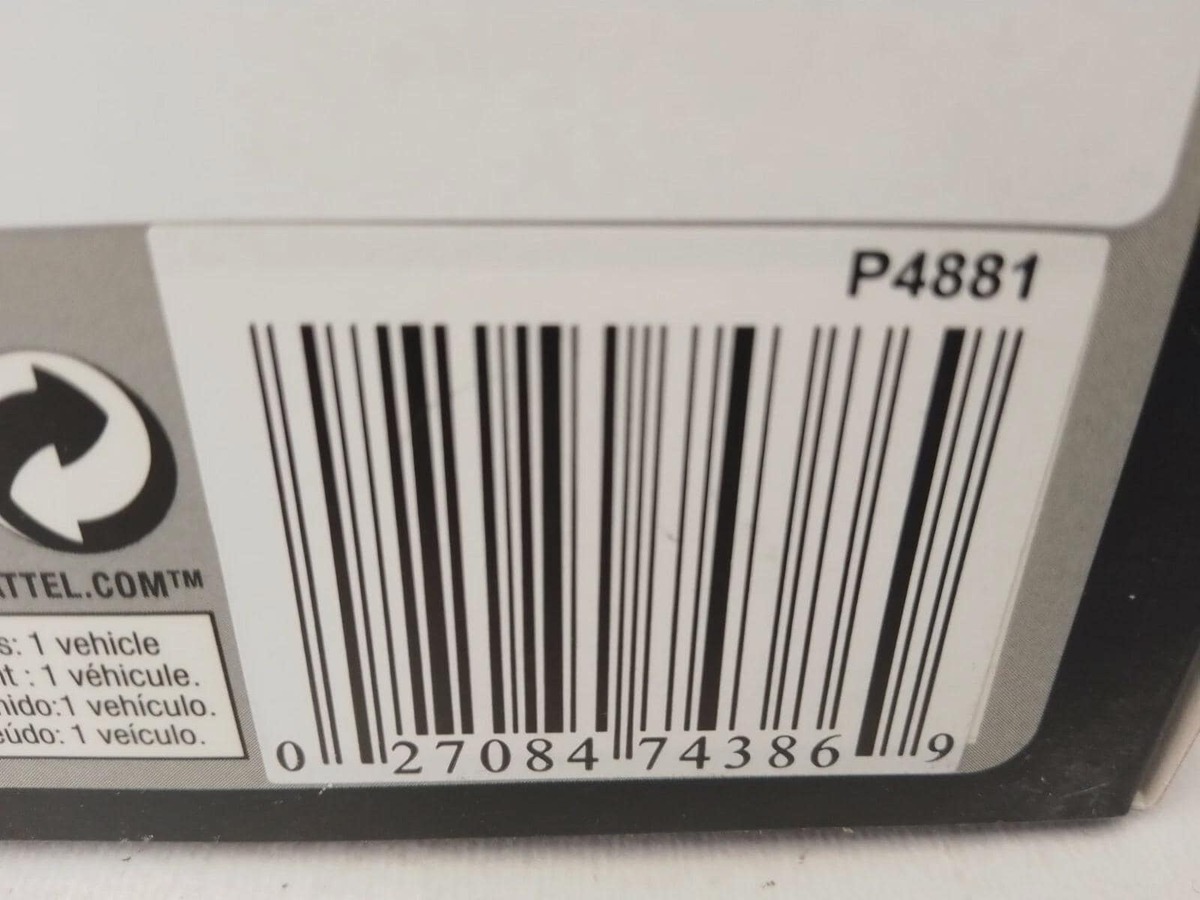 P4881
ATTEL.COM™
s: 1 vehicle
nt : 1 véhicule.
nido:1 vehículo.
eúdo: 1 veículo.
0 27084 74386 9